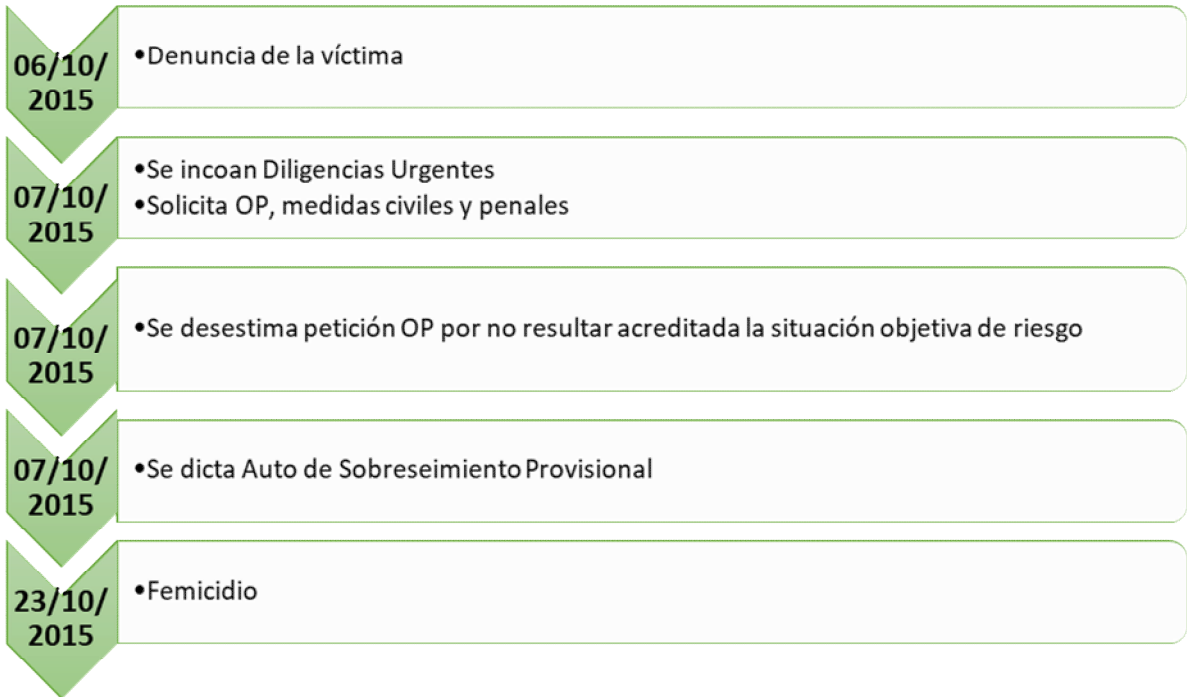 06/10/
2015
•Denuncia de la víctima
07/10/
2015
•Se incoan Diligencias Urgentes
•Solicita OP, medidas civiles y penales
07/10/
2015
•Se desestima petición OP por no resultar acreditada la situación objetiva de riesgo
07/10/
2015
•Se dicta Auto de Sobreseimiento Provisional
23/10/
2015
•Femicidio